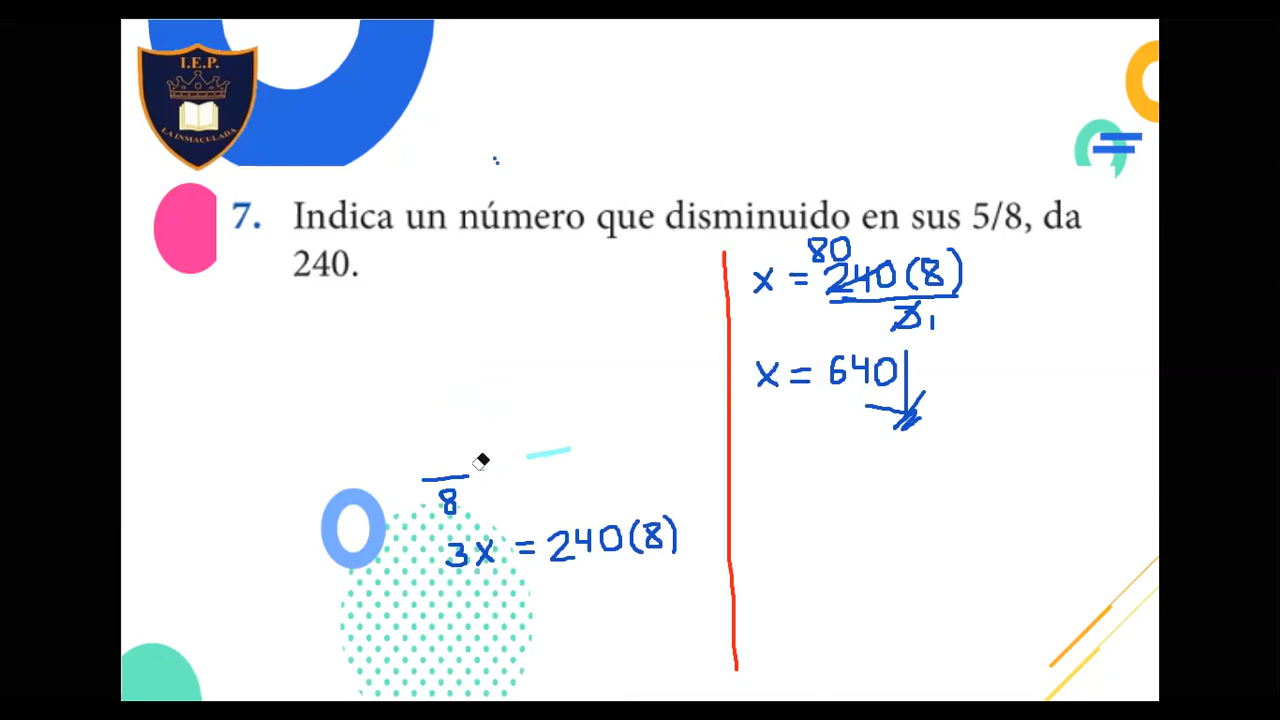 I.E.P.
LA INMACULADA
7. Indica un número que disminuido en sus 5/8, da
240.
80
x = 240(8)
3 1
x = 640
8
3x = 240(8)